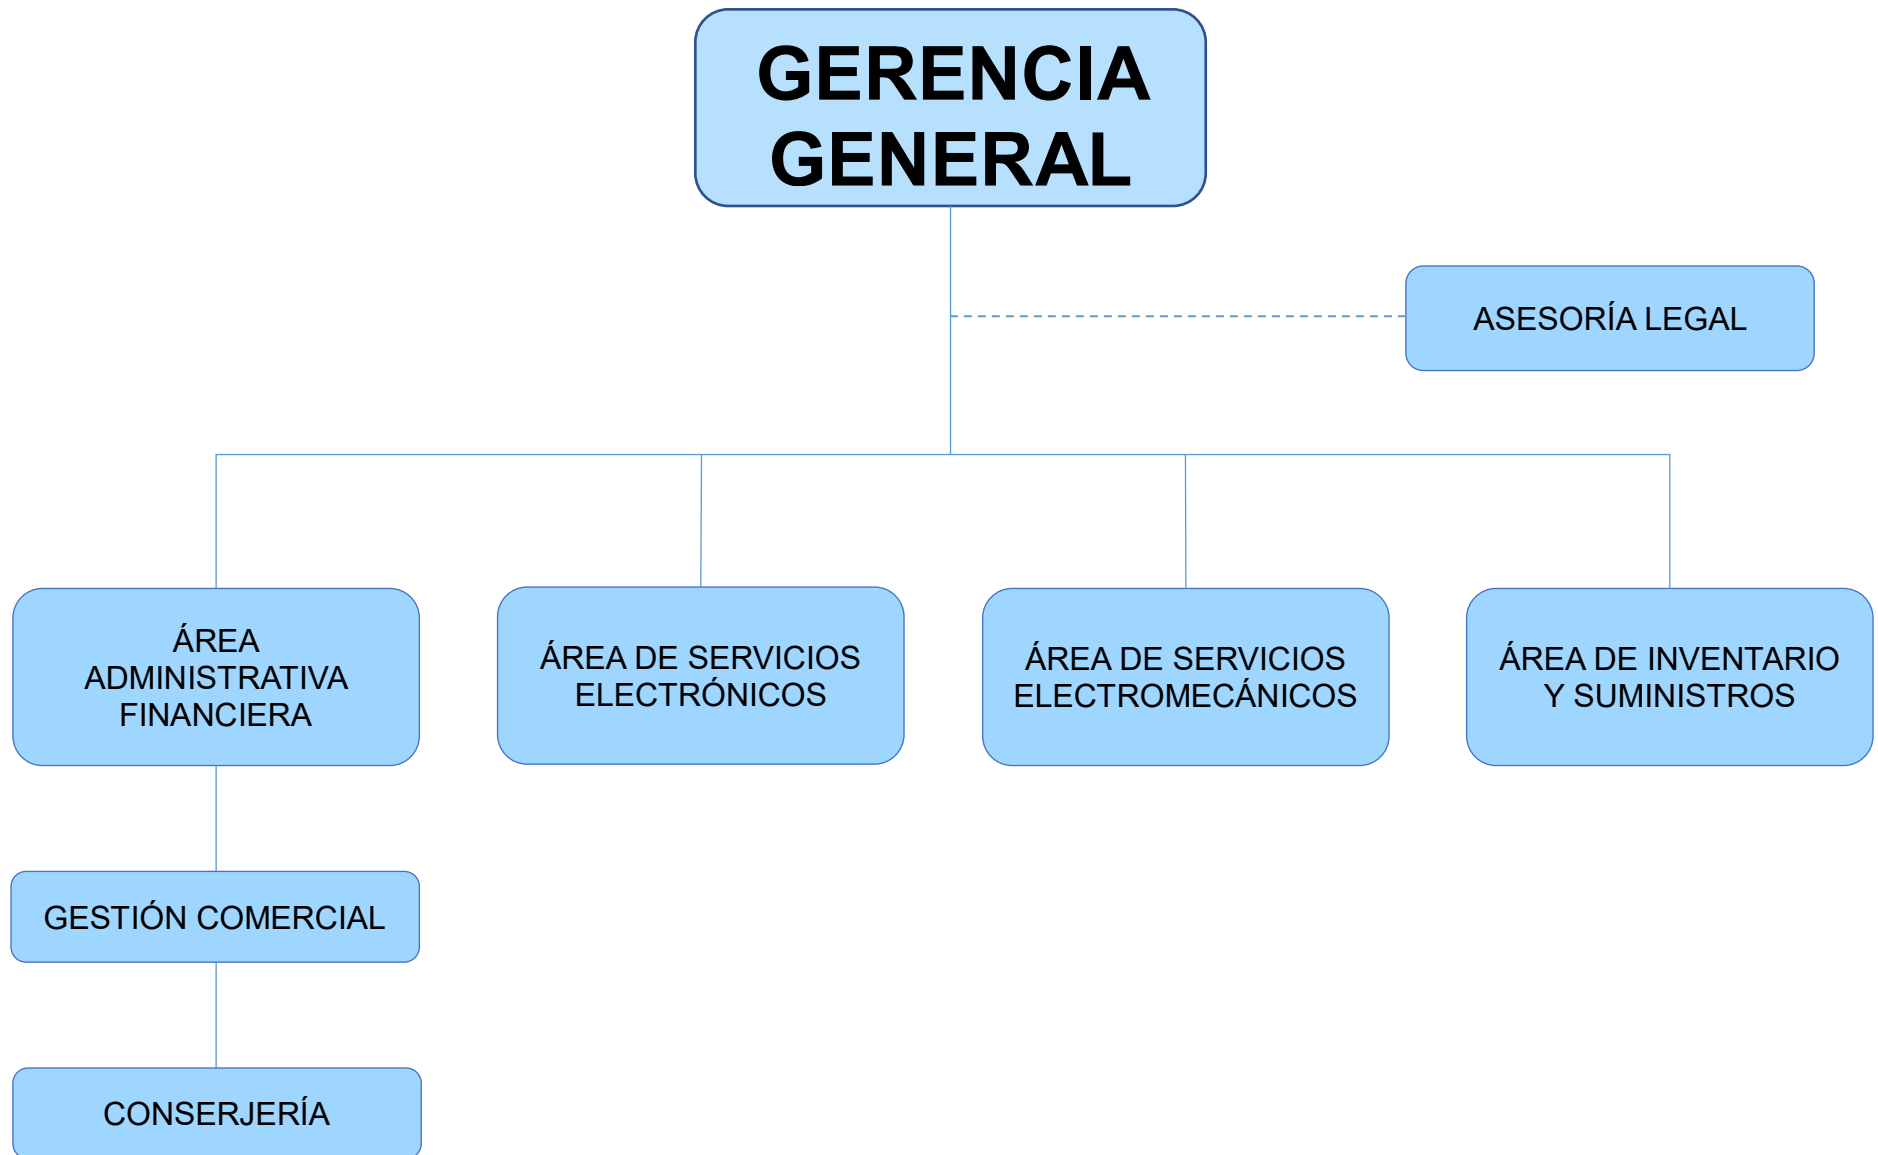 GERENCIA
GENERAL
ASESORÍA LEGAL
ÁREA
ADMINISTRATIVA
FINANCIERA
ÁREA DE SERVICIOS
ELECTRÓNICOS
ÁREA DE SERVICIOS
ELECTROMECÁNICOS
ÁREA DE INVENTARIO
Y SUMINISTROS
GESTIÓN COMERCIAL
CONSERJERÍA